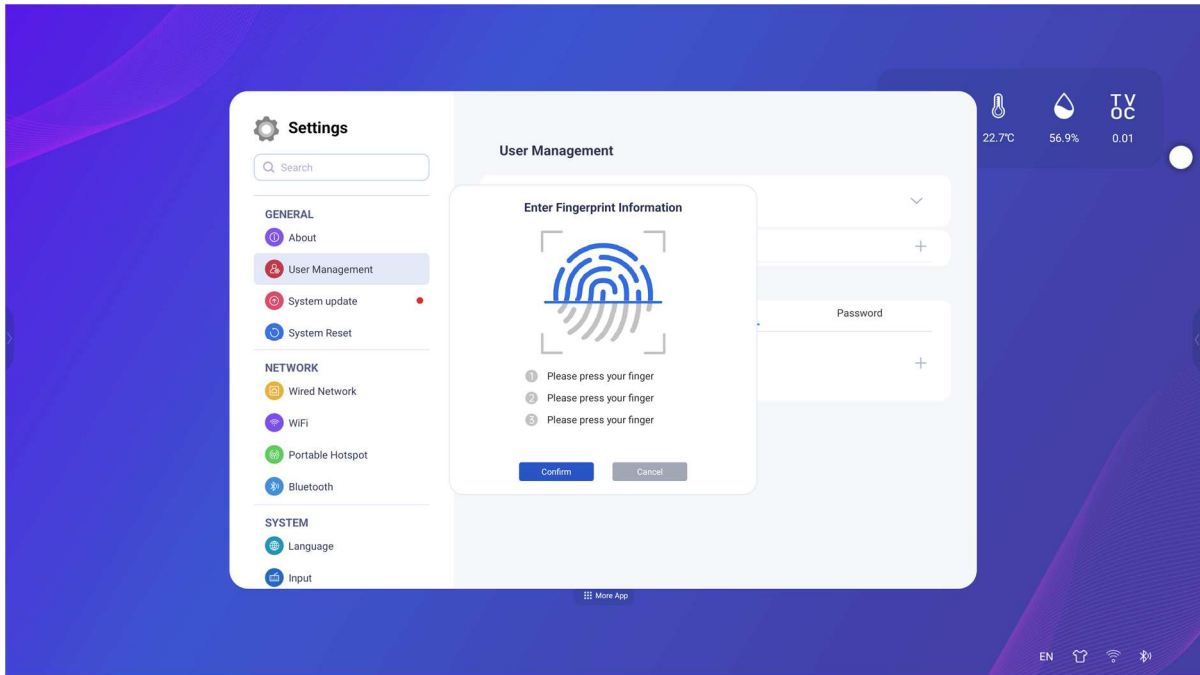 Settings
Search
GENERAL
About
User Management
System update
System Reset
NETWORK
Wired Network
WiFi
Portable Hotspot
Bluetooth
SYSTEM
Language
Input
User Management
Enter Fingerprint Information
1 Please press your finger
2 Please press your finger
3 Please press your finger
Confirm Cancel
Password
TVOC
22.7°C 56.9% 0.01
More App
EN